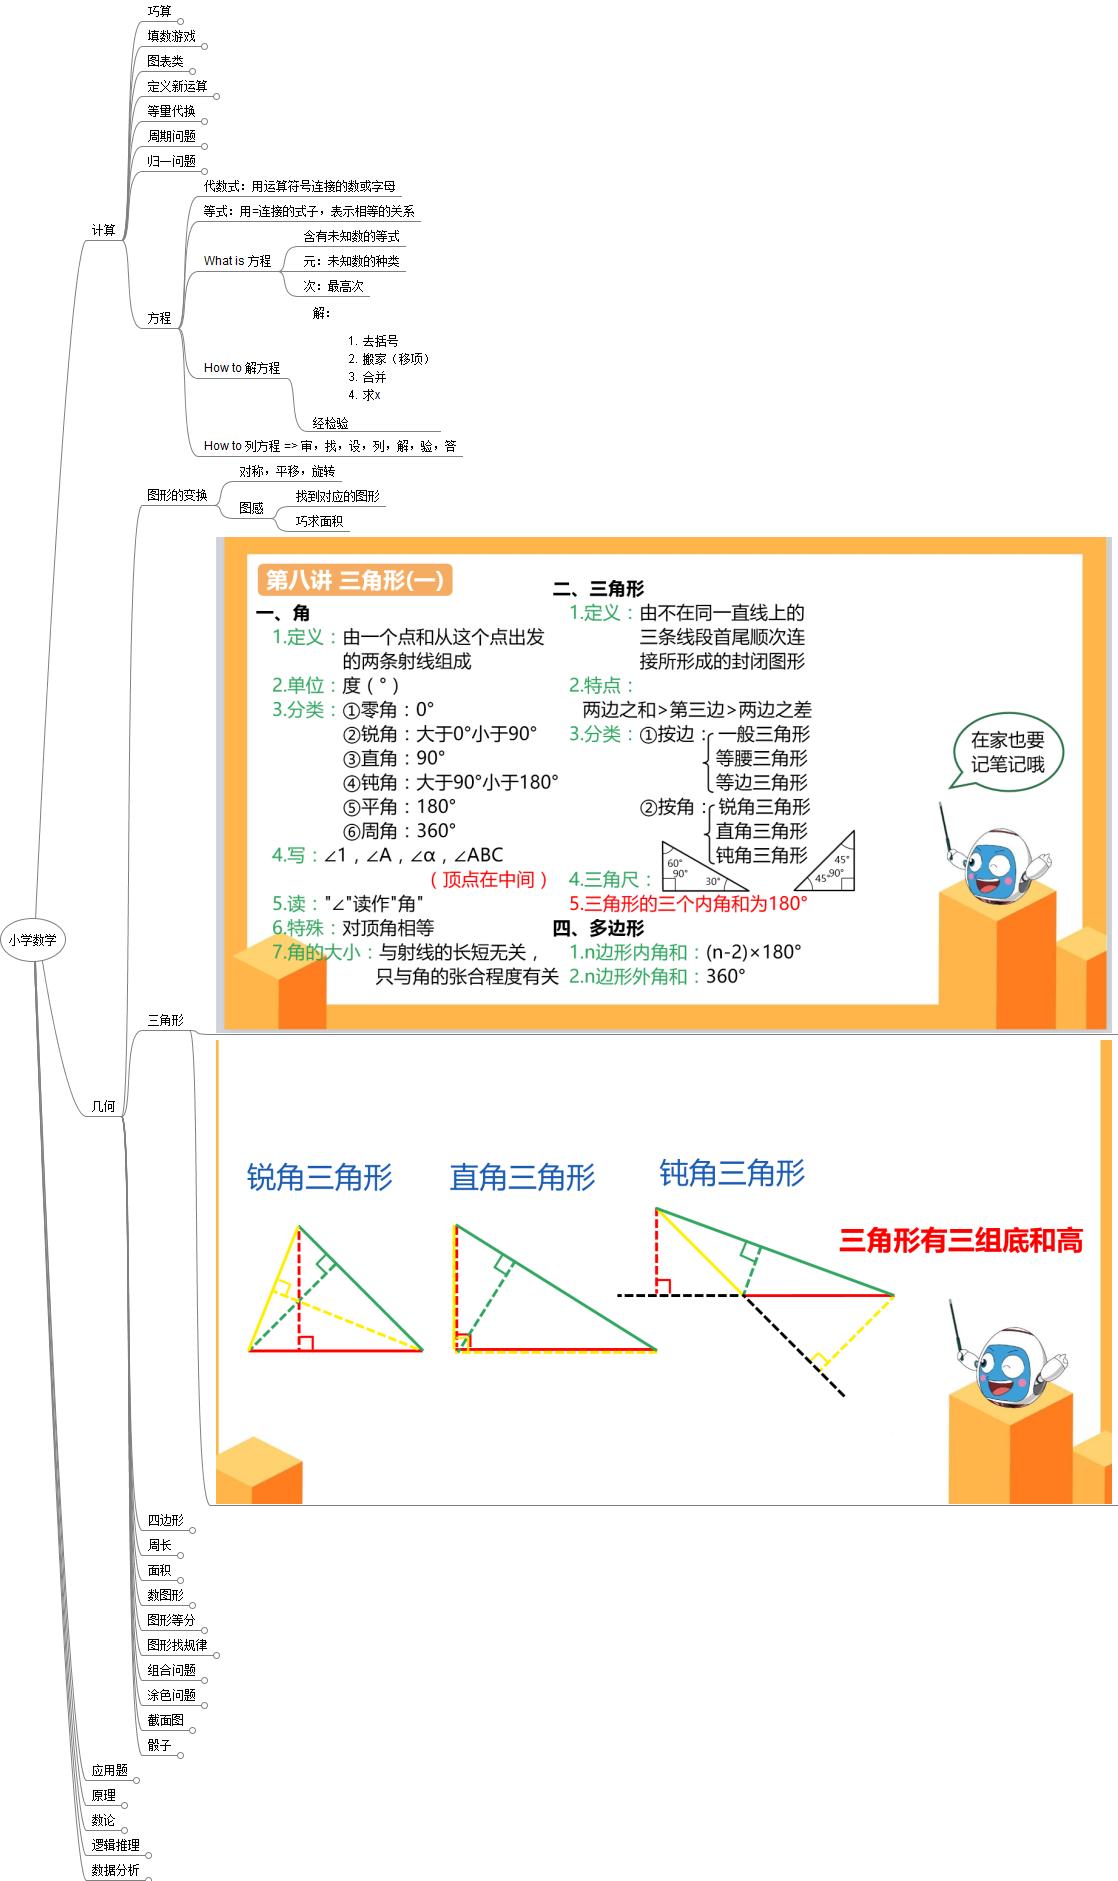 巧算
填数游戏
图表类
定义新运算
等量代换
周期问题
归一问题
代数式：用运算符号连接的数或字母
等式：用=连接的式子，表示相等的关系
计算
含有未知数的等式
What is 方程
元：未知数的种类
次：最高次
解：
方程
1. 去括号
2. 搬家（移项）
How to 解方程
3. 合并
4. 求x
经检验
How to 列方程 => 审，找，设，列，解，验，答
对称，平移，旋转
图形的变换
找到对应的图形
图感
巧求面积
第八讲 三角形(一)
一、角
1.定义：由一个点和从这个点出发
的两条射线组成
2.单位：度（°）
3.分类：①零角：0°
②锐角：大于0°小于90°
③直角：90°
④钝角：大于90°小于180°
⑤平角：180°
⑥周角：360°
4.写：∠1，∠A，∠α，∠ABC
（顶点在中间）
5.读："∠"读作"角"
6.特殊：对顶角相等
7.角的大小：与射线的长短无关，
只与角的张合程度有关
二、三角形
1.定义：由不在同一直线上的
三条线段首尾顺次连
接所形成的封闭图形
2.特点：
两边之和>第三边>两边之差
3.分类：①按边：一般三角形
等腰三角形
等边三角形
②按角：锐角三角形
直角三角形
钝角三角形
4.三角尺：
60°
90°
30°
45°
45°
90°
5.三角形的三个内角和为180°
四、多边形
1.n边形内角和：(n-2)×180°
2.n边形外角和：360°
在家也要
记笔记哦
小学数学
三角形
几何
锐角三角形
直角三角形
钝角三角形
三角形有三组底和高
四边形
周长
面积
数图形
图形等分
图形找规律
组合问题
涂色问题
截面图
骰子
应用题
原理
数论
逻辑推理
数据分析